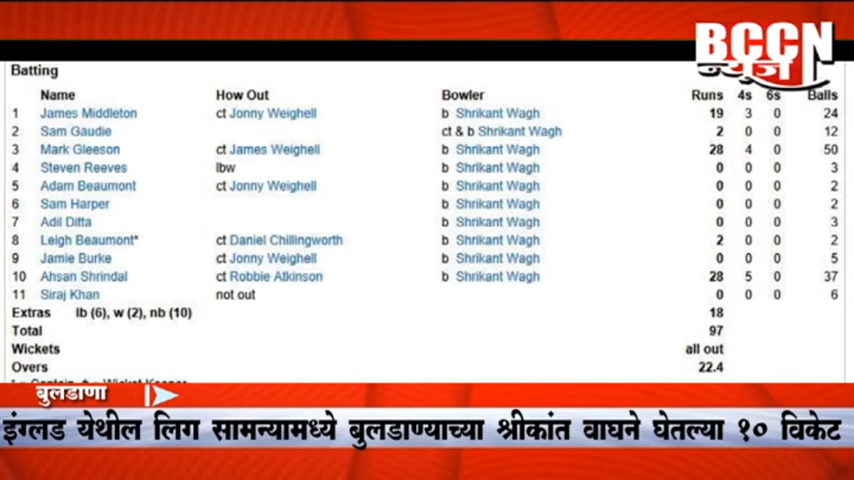 BCCN
न्यूज
Batting
Name How Out Bowler Runs 4s 6s Balls
1 James Middleton ct Jonny Weighell b Shrikant Wagh 19 3 0 24
2 Sam Gaudie ct & b Shrikant Wagh 2 0 0 12
3 Mark Gleeson ct James Weighell b Shrikant Wagh 28 4 0 50
4 Steven Reeves lbw b Shrikant Wagh 0 0 0 3
5 Adam Beaumont ct Jonny Weighell b Shrikant Wagh 0 0 0 2
6 Sam Harper b Shrikant Wagh 0 0 0 2
7 Adil Ditta b Shrikant Wagh 0 0 0 3
8 Leigh Beaumont* ct Daniel Chillingworth b Shrikant Wagh 2 0 0 2
9 Jamie Burke ct Jonny Weighell b Shrikant Wagh 0 0 0 5
10 Ahsan Shrindal ct Robbie Atkinson b Shrikant Wagh 28 5 0 37
11 Siraj Khan not out 0 0 0 6
Extras lb (6), w (2), nb (10) 18
Total 97
Wickets all out
Overs 22.4
बुलडाणा
इंग्लड येथील लिग सामन्यामध्ये बुलडाण्याच्या श्रीकांत वाघने घेतल्या १० विकेट